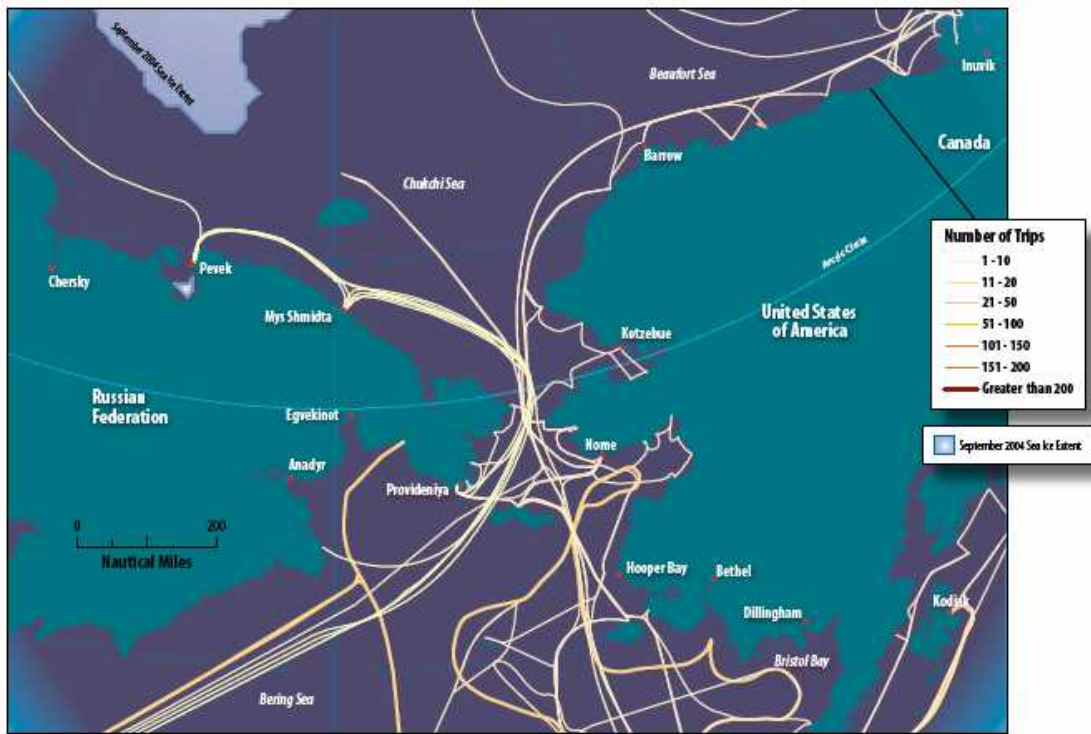 September 2004 Sea Ice Extent
Beaufort Sea
Inuvik
Canada
Barrow
Chukchi Sea
Arctic Circle
Pevek
Chersky
Mys Shmidta
Kotzebue
United States
of America
Russian
Federation
Egvekinot
Nome
Anadyr
Provideniya
0
200
Nautical Miles
Hooper Bay
Bethel
Dillingham
Kodiak
Bristol Bay
Bering Sea
Number of Trips
1 - 10
11 - 20
21 - 50
51 - 100
101 - 150
151 - 200
Greater than 200
September 2004 Sea Ice Extent